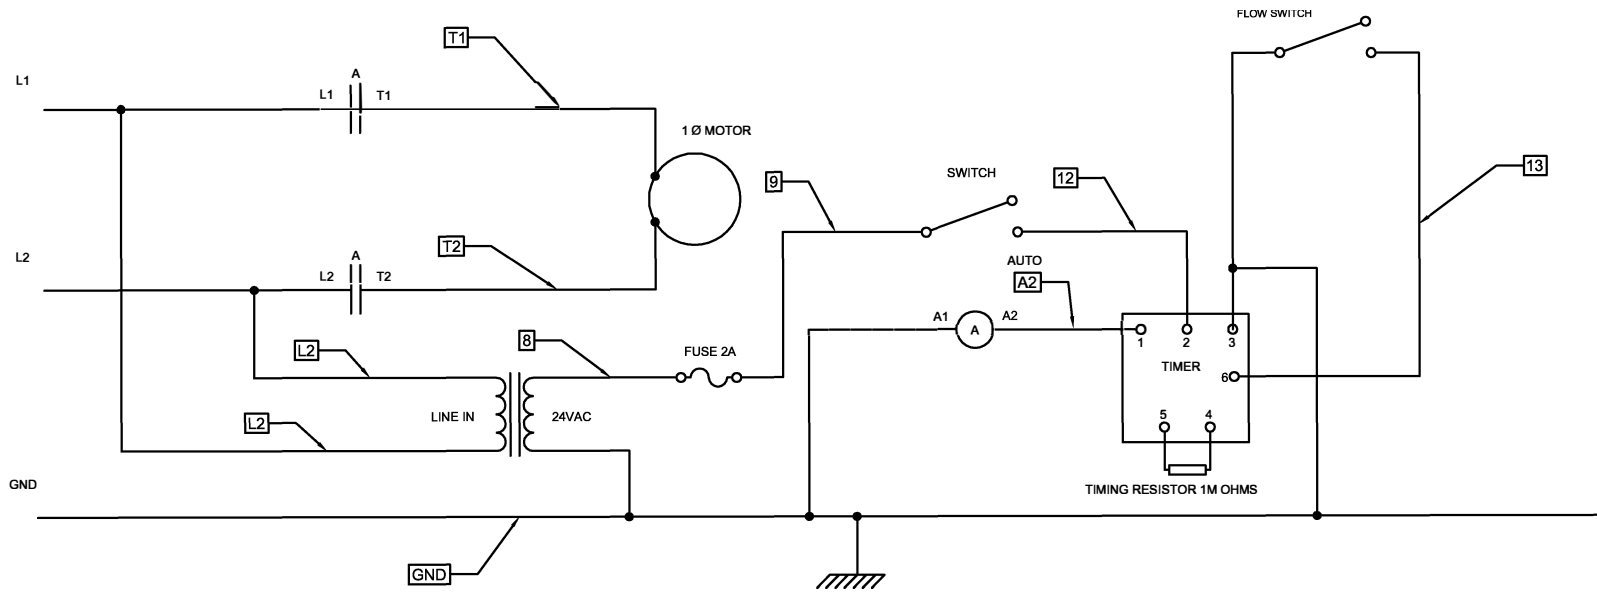 FLOW SWITCH
T1
L1
A
L1 T1
1 Ø MOTOR
SWITCH
9
12
13
T2
L2
A
L2 T2
AUTO
A2
A1 A A2
1 2 3
TIMER
6
5 4
L2
8
FUSE 2A
LINE IN 24VAC
L2
TIMING RESISTOR 1M OHMS
GND
GND